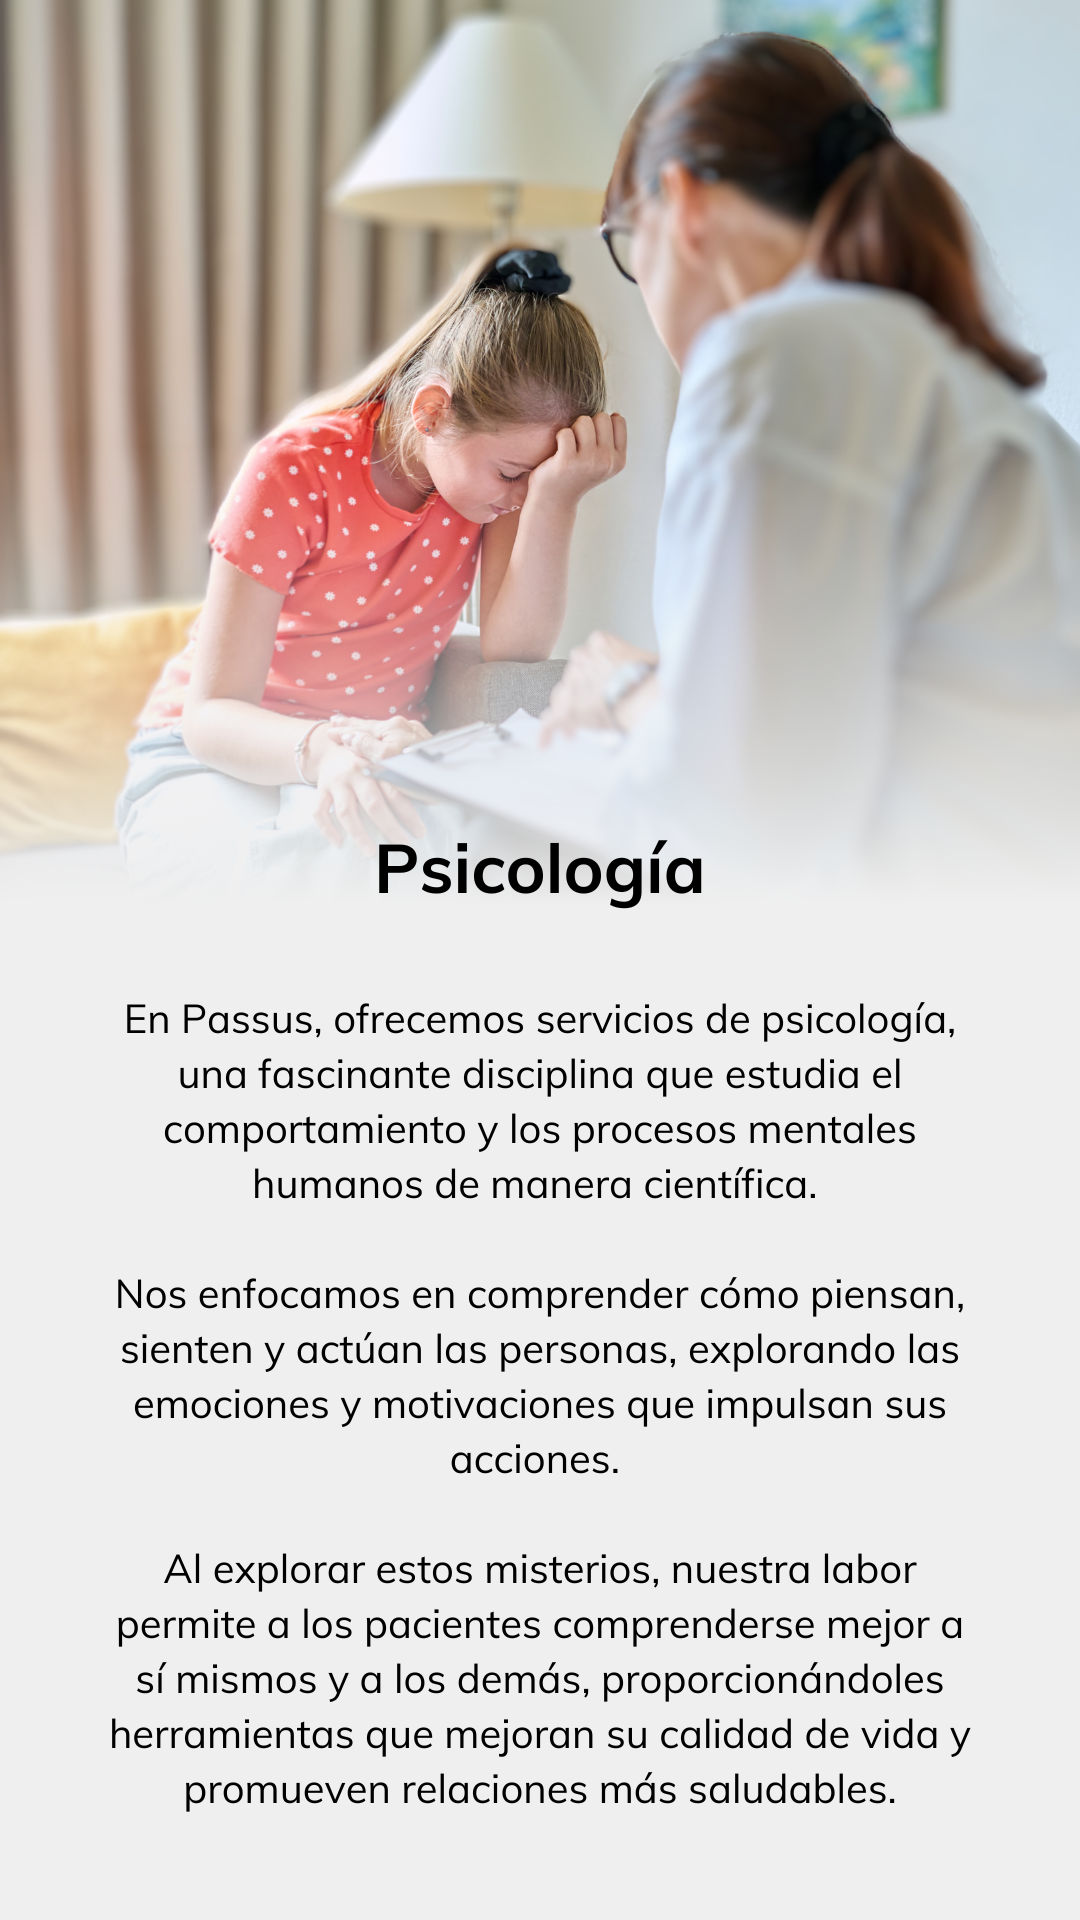 Psicología
En Passus, ofrecemos servicios de psicología,
una fascinante disciplina que estudia el
comportamiento y los procesos mentales
humanos de manera científica.
Nos enfocamos en comprender cómo piensan,
sienten y actúan las personas, explorando las
emociones y motivaciones que impulsan sus
acciones.
Al explorar estos misterios, nuestra labor
permite a los pacientes comprenderse mejor a
sí mismos y a los demás, proporcionándoles
herramientas que mejoran su calidad de vida y
promueven relaciones más saludables.